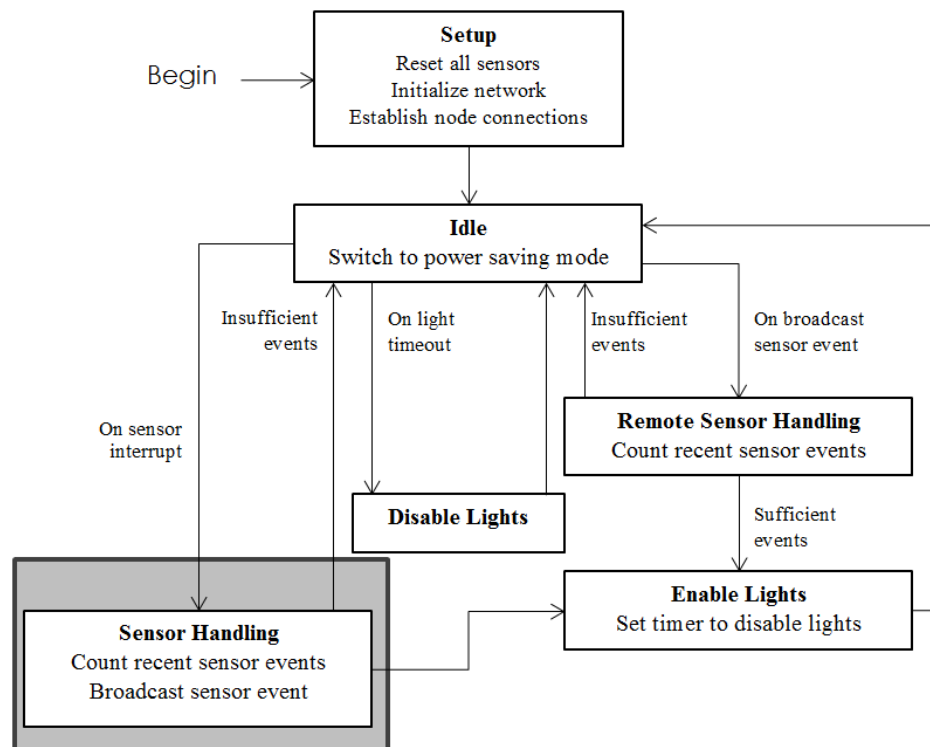 Setup
Reset all sensors
Initialize network
Establish node connections
Begin
Idle
Switch to power saving mode
Insufficient
events
On light
timeout
Insufficient
events
On broadcast
sensor event
On sensor
interrupt
Remote Sensor Handling
Count recent sensor events
Disable Lights
Sufficient
events
Enable Lights
Set timer to disable lights
Sensor Handling
Count recent sensor events
Broadcast sensor event